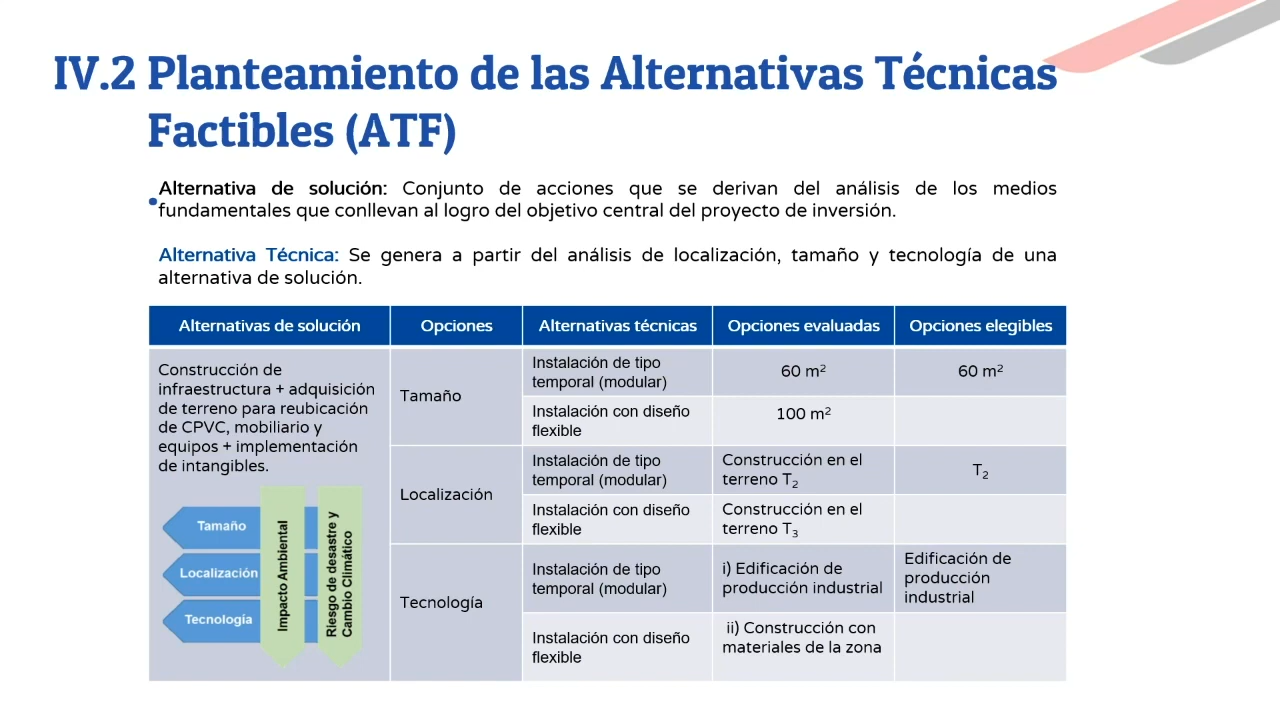 IV.2 Planteamiento de las Alternativas Técnicas
Factibles (ATF)
Alternativa de solución: Conjunto de acciones que se derivan del análisis de los medios
fundamentales que conllevan al logro del objetivo central del proyecto de inversión.
Alternativa Técnica: Se genera a partir del análisis de localización, tamaño y tecnología de una
alternativa de solución.
Alternativas de solución
Opciones
Alternativas técnicas
Opciones evaluadas
Opciones elegibles
Construcción de
infraestructura + adquisición
de terreno para reubicación
de CPVC, mobiliario y
equipos + implementación
de intangibles.
Tamaño
Localización
Tecnología
Impacto Ambiental
Riesgo de desastre y
Cambio Climático
Tamaño
Instalación de tipo
temporal (modular)
60 m²
60 m²
Instalación con diseño
flexible
100 m²
Localización
Instalación de tipo
temporal (modular)
Construcción en el
terreno T₂
T₂
Instalación con diseño
flexible
Construcción en el
terreno T₃
Tecnología
Instalación de tipo
temporal (modular)
i) Edificación de
producción industrial
Edificación de
producción
industrial
Instalación con diseño
flexible
ii) Construcción con
materiales de la zona